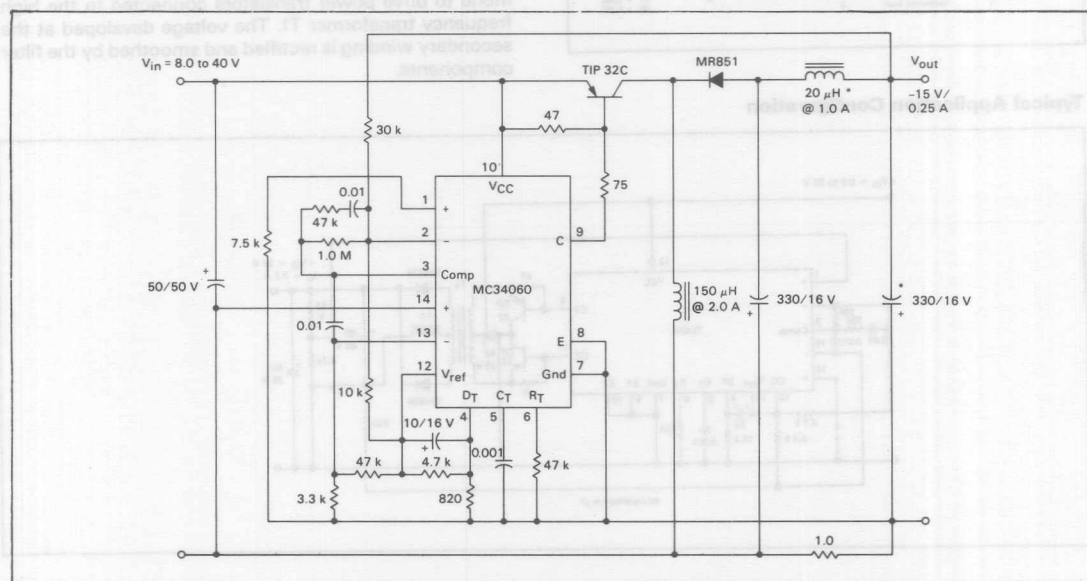 Vin = 8.0 to 40 V
TIP 32C
MR851
Vout
20 μH *
@ 1.0 A
–15 V/
0.25 A
30 k
47
75
10
VCC
0.01
47 k
1.0 M
7.5 k
1
+
2
–
3
Comp
14
+
13
–
12
Vref
MC34060
C
9
E
8
Gnd
7
DT
CT
RT
4
5
6
50/50 V
+
0.01
10 k
10/16 V
+
47 k
4.7 k
3.3 k
820
0.001
47 k
150 μH
@ 2.0 A
330/16 V
+
*
330/16 V
+
1.0